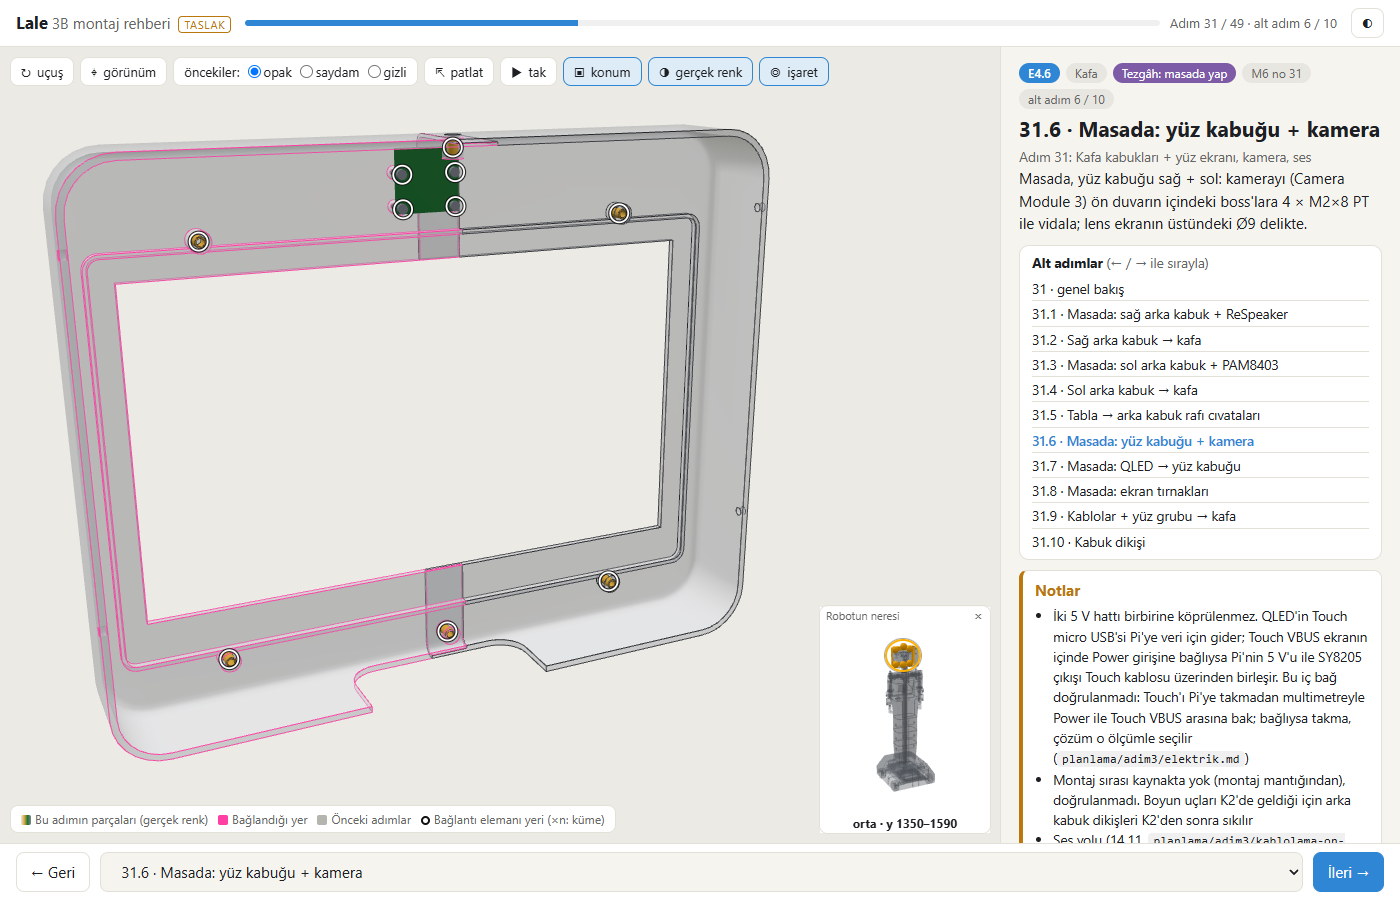 Lale 3B montaj rehberi TASLAK
Adım 31 / 49 · alt adım 6 / 10
↻ uçuş
⌖ görünüm
öncekiler: opak saydam gizli
↸ patlat
▶ tak
▣ konum
◑ gerçek renk
◎ işaret
E4.6 Kafa Tezgâh: masada yap M6 no 31
alt adım 6 / 10
31.6 · Masada: yüz kabuğu + kamera
Adım 31: Kafa kabukları + yüz ekranı, kamera, ses
Masada, yüz kabuğu sağ + sol: kamerayı (Camera
Module 3) ön duvarın içindeki boss'lara 4 × M2×8 PT
ile vidala; lens ekranın üstündeki Ø9 delikte.
Alt adımlar (← / → ile sırayla)
31 · genel bakış
31.1 · Masada: sağ arka kabuk + ReSpeaker
31.2 · Sağ arka kabuk → kafa
31.3 · Masada: sol arka kabuk + PAM8403
31.4 · Sol arka kabuk → kafa
31.5 · Tabla → arka kabuk rafı cıvataları
31.6 · Masada: yüz kabuğu + kamera
31.7 · Masada: QLED → yüz kabuğu
31.8 · Masada: ekran tırnakları
31.9 · Kablolar + yüz grubu → kafa
31.10 · Kabuk dikişi
Notlar
• İki 5 V hattı birbirine köprülenmez. QLED'in Touch
micro USB'si Pi'ye veri için gider; Touch VBUS ekranın
içinde Power girişine bağlıysa Pi'nin 5 V'u ile SY8205
çıkışı Touch kablosu üzerinden birleşir. Bu iç bağ
doğrulanmadı: Touch'ı Pi'ye takmadan multimetreyle
Power ile Touch VBUS arasına bak; bağlıysa takma,
çözüm o ölçümle seçilir
( planlama/adim3/elektrik.md )
• Montaj sırası kaynakta yok (montaj mantığından),
doğrulanmadı. Boyun uçları K2'de geldiği için arka
kabuk dikişleri K2'den sonra sıkılır
• Ses yolu (14.11, planlama/adim3/kablolama-on-
Robotun neresi ×
orta · y 1350–1590
Bu adımın parçaları (gerçek renk) Bağlandığı yer Önceki adımlar Bağlantı elemanı yeri (×n: küme)
← Geri
31.6 · Masada: yüz kabuğu + kamera
İleri →